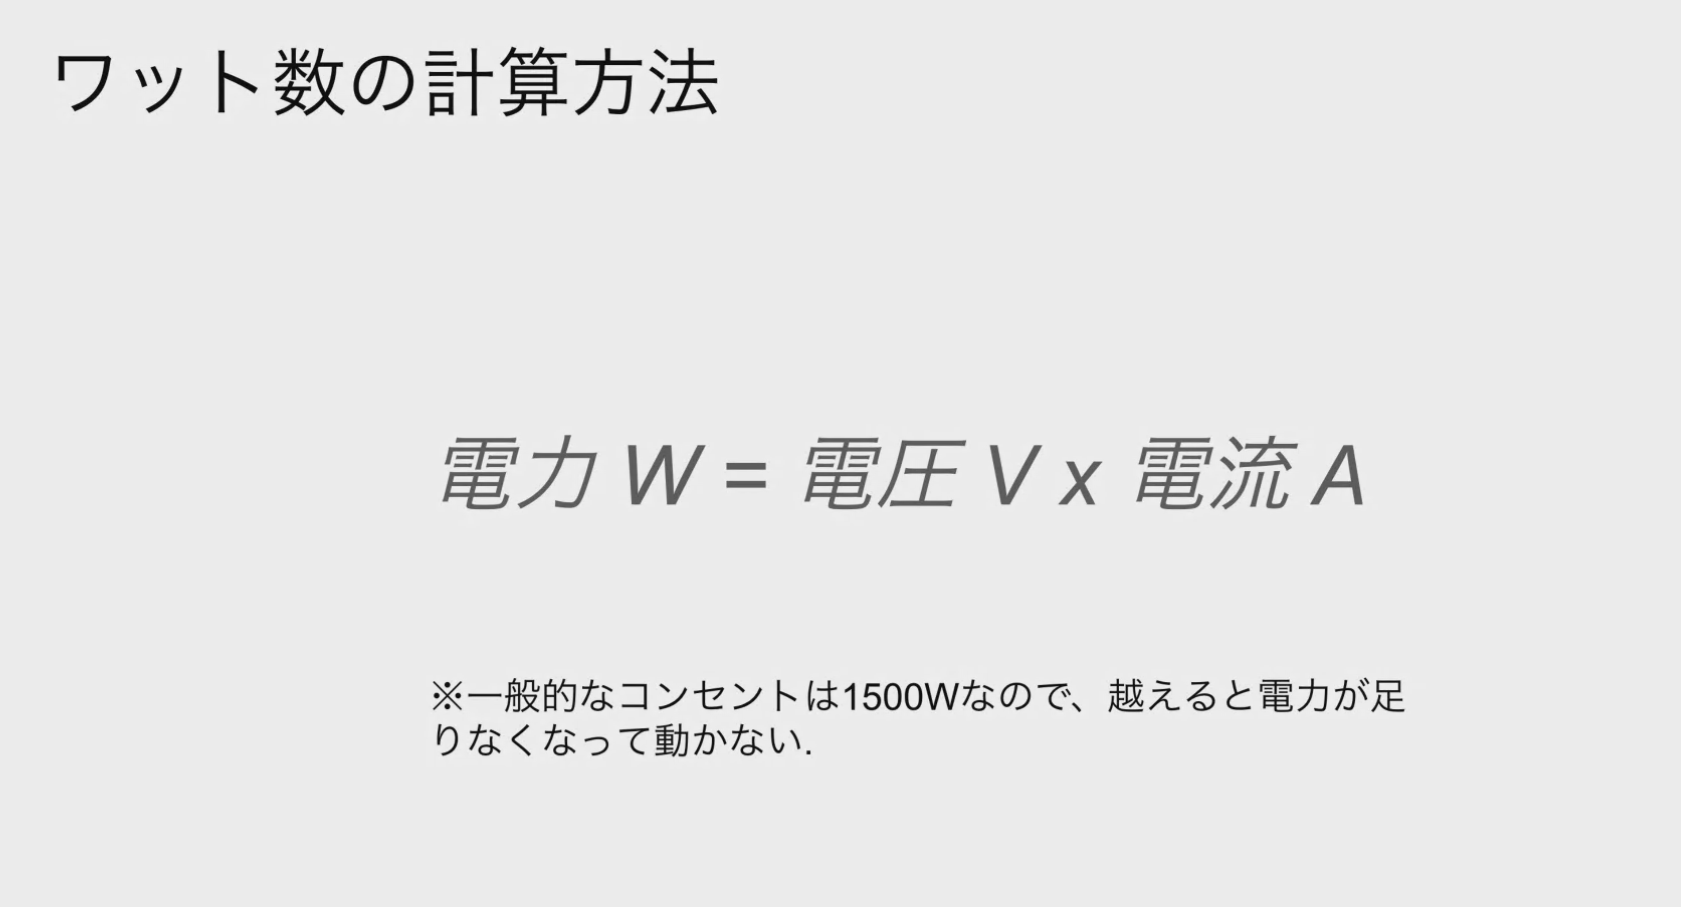 ワット数の計算方法
電力 W = 電圧 V x 電流 A
※一般的なコンセントは1500Wなので、越えると電力が足
りなくなって動かない.